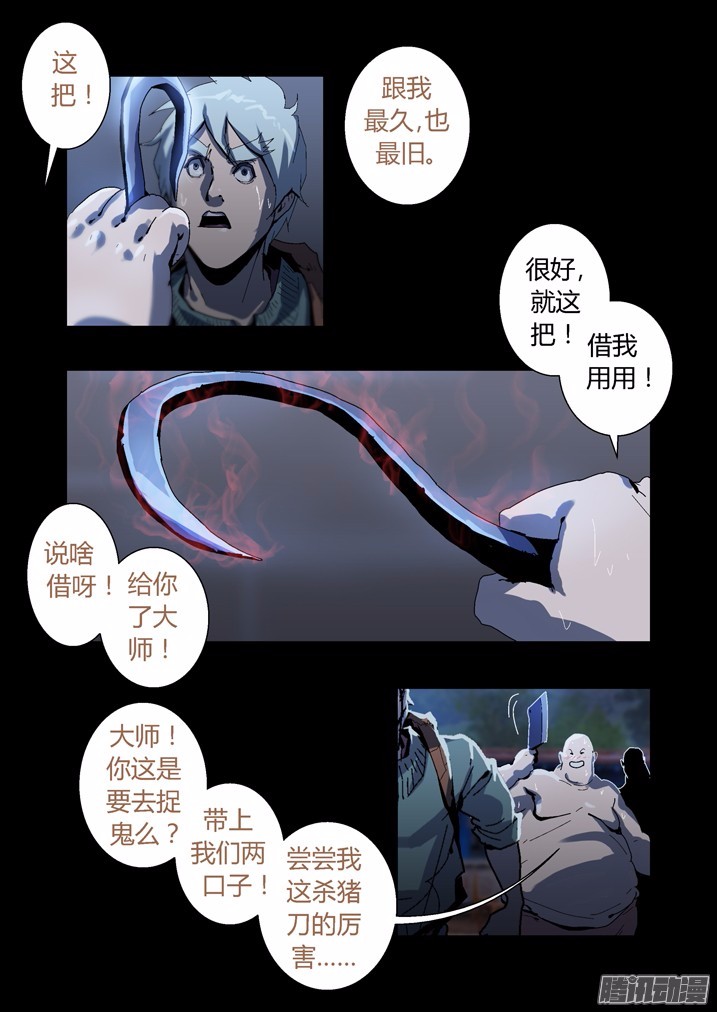 这
把！
跟我
最久，也
最旧。
很好，
就这
把！
借我
用用！
说啥
借呀！
给你
了大
师！
大师！
你这是
要去捉
鬼么？
带上
我们两
口子！
尝尝我
这杀猪
刀的厉
害……
腾讯动漫